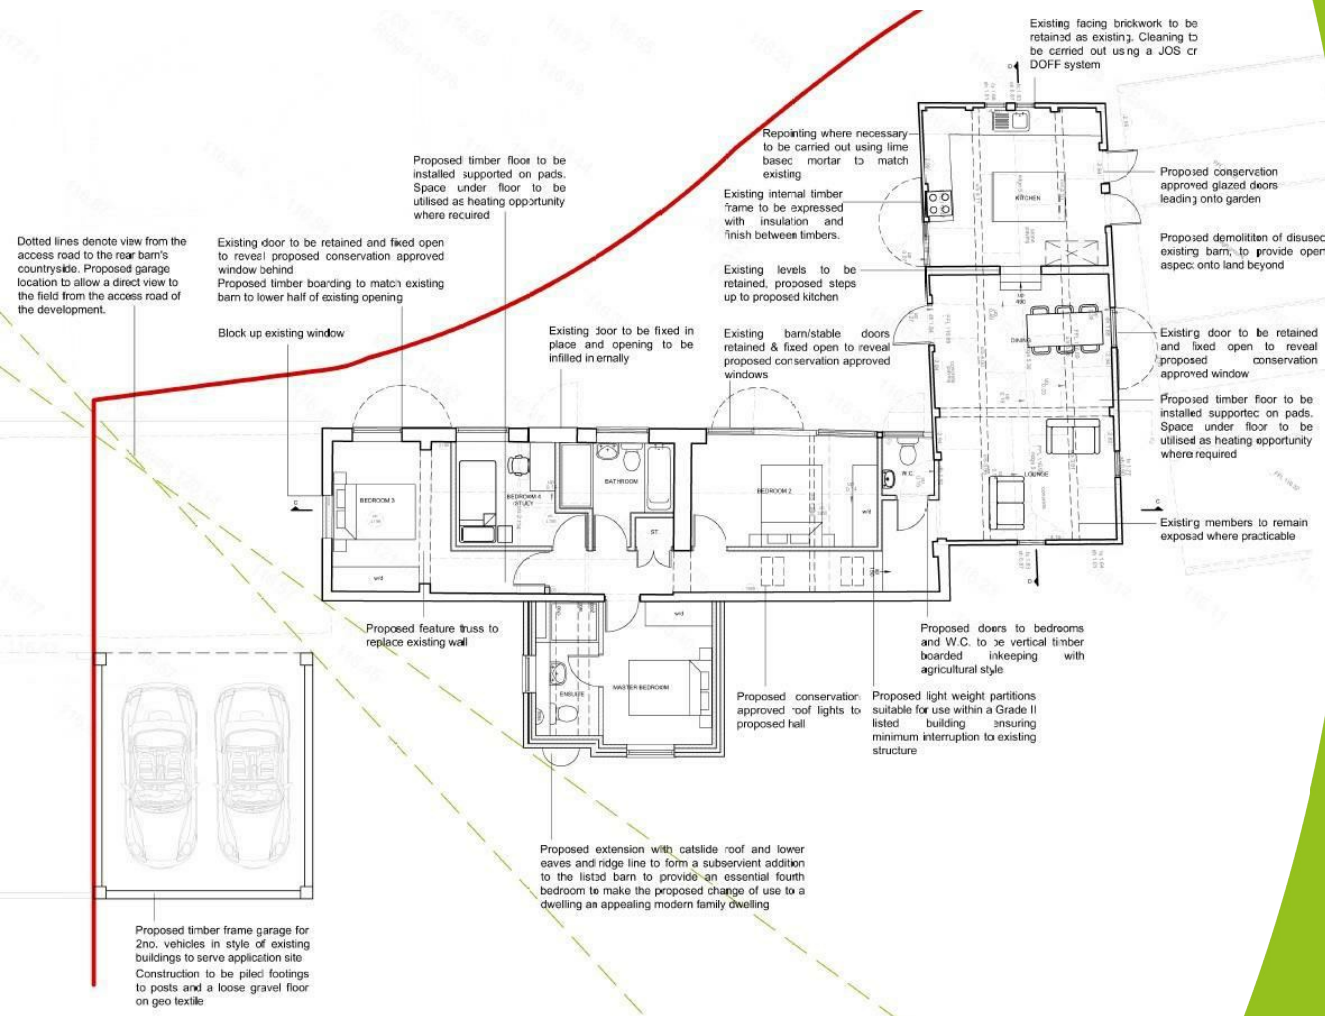 Existing facing brickwork to be
retained as existing. Cleaning to
be carried out using a JOS or
DOFF system
Repointing where necessary
to be carried out using lime
based mortar to match
existing
Existing internal timber
frame to be expressed
with insulation and
finish between timbers.
Existing levels to be
retained, proposed steps
up to proposed kitchen
Existing barn/stable doors
retained & fixed open to reveal
proposed conservation approved
windows
Proposed timber floor to be
installed supported on pads.
Space under floor to be
utilised as heating opportunity
where required
Dotted lines denote view from the
access road to the rear barn's
countryside. Proposed garage
location to allow a direct view to
the field from the access road of
the development.
Existing door to be retained and fixed open
to reveal proposed conservation approved
window behind
Proposed timber boarding to match existing
barn to lower half of existing opening
Block up existing window
Existing door to be fixed in
place and opening to be
infilled internally
Proposed conservation
approved glazed doors
leading onto garden
Proposed demolition of disused
existing barn, to provide open
aspect onto land beyond
Existing door to be retained
and fixed open to reveal
proposed conservation
approved window
Proposed timber floor to be
installed supported on pads.
Space under floor to be
utilised as heating opportunity
where required
Existing members to remain
exposed where practicable
KITCHEN
DINING
LOUNGE
W.C.
BEDROOM 2
wd
BATHROOM
ST.
BEDROOM 4
/STUDY
BEDROOM 3
wd
wd
MASTER BEDROOM
ENSUITE
C
C
D
D
Proposed feature truss to
replace existing wall
Proposed doors to bedrooms
and W.C. to be vertical timber
boarded inkeeping with
agricultural style
Proposed conservation
approved roof lights to
proposed hall
Proposed light weight partitions
suitable for use within a Grade II
listed building ensuring
minimum interruption to existing
structure
Proposed extension with catslide roof and lower
eaves and ridge line to form a subservient addition
to the listed barn to provide an essential fourth
bedroom to make the proposed change of use to a
dwelling an appealing modern family dwelling
Proposed timber frame garage for
2no. vehicles in style of existing
buildings to serve application site
Construction to be piled footings
to posts and a loose gravel floor
on geo textile